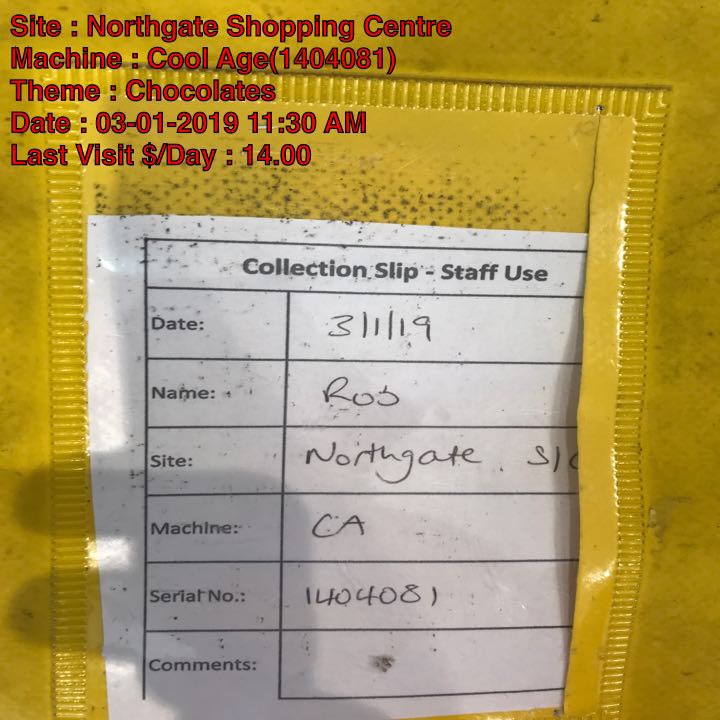 Site : Northgate Shopping Centre
Machine : Cool Age(1404081)
Theme : Chocolates
Date : 03-01-2019 11:30 AM
Last Visit $/Day : 14.00
Collection Slip - Staff Use
Date: 3/1/19
Name: Rob
Site: Northgate S/C
Machine: CA
Serial No.: 1404081
Comments: